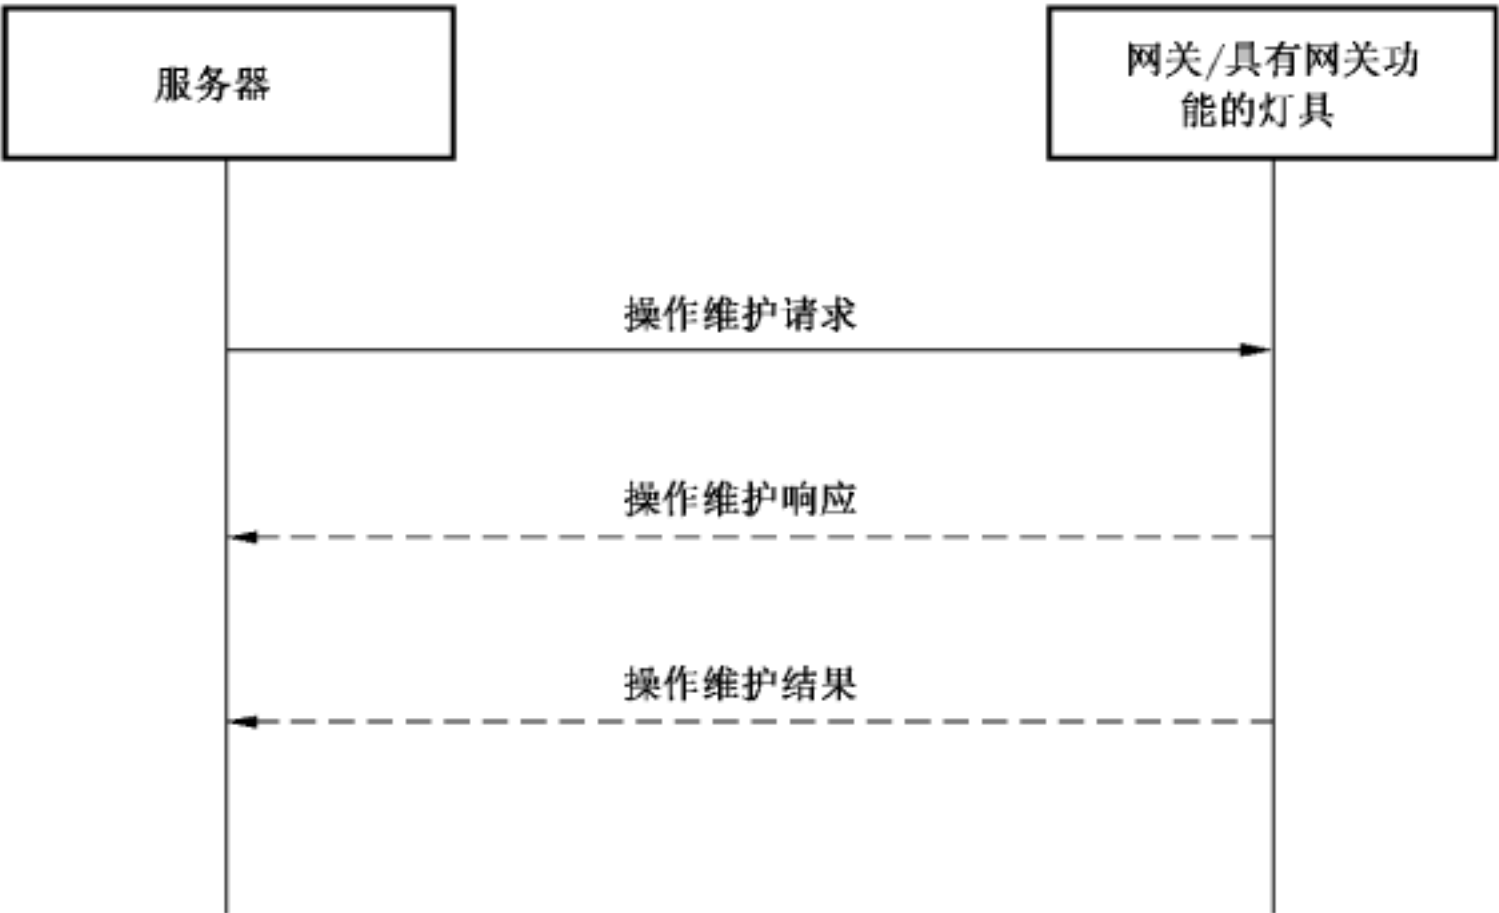 服务器
网关/具有网关功
能的灯具
操作维护请求
操作维护响应
操作维护结果